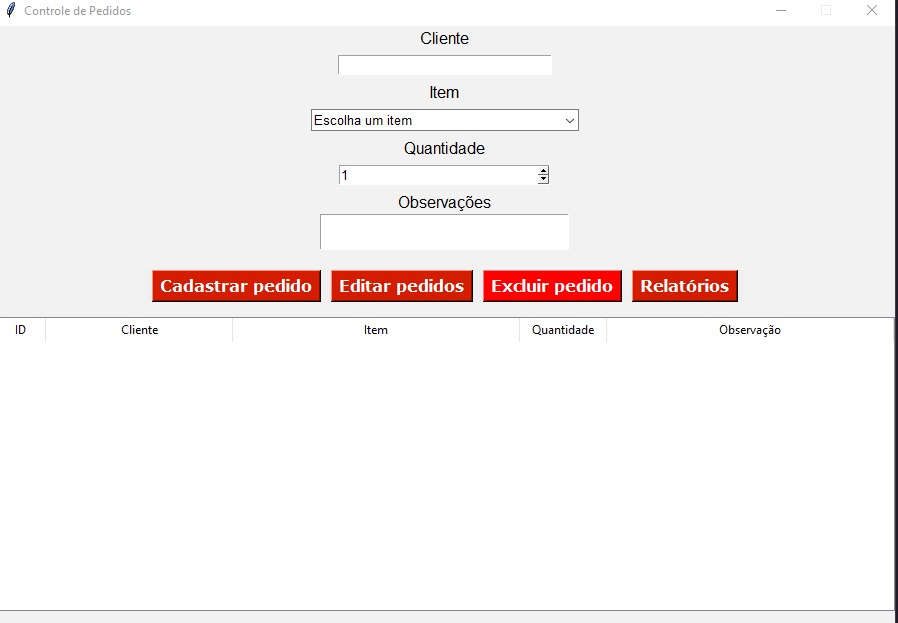 Controle de Pedidos
Cliente
Item
Escolha um item
Quantidade
1
Observações
Cadastrar pedido Editar pedidos Excluir pedido Relatórios
ID Cliente Item Quantidade Observação